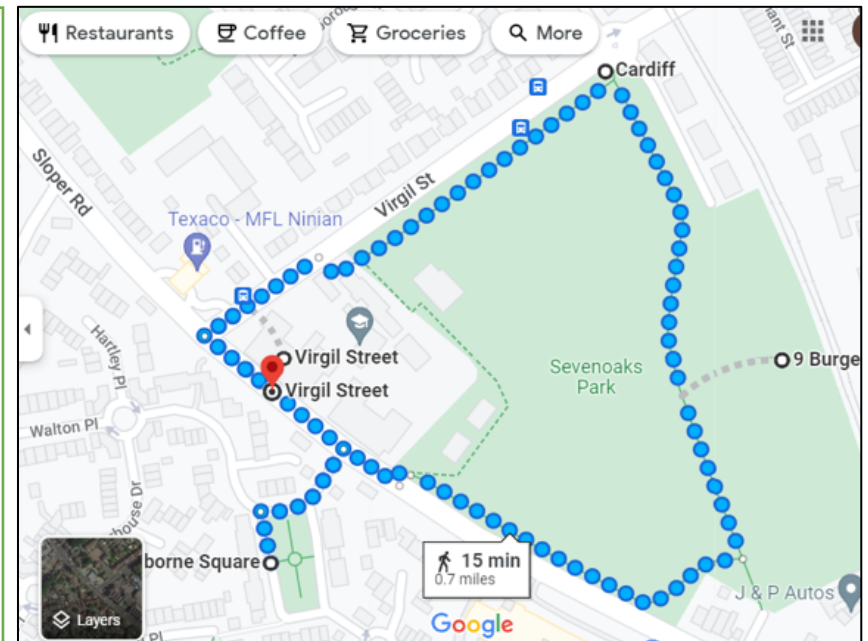 Restaurants
Coffee
Groceries
More
Cardiff
Sloper Rd
Virgil St
Texaco - MFL Ninian
Virgil Street
Virgil Street
Hartley Pl
Sevenoaks
Park
9 Burge
Walton Pl
borne Square
15 min
0.7 miles
J & P Autos
Layers
Google